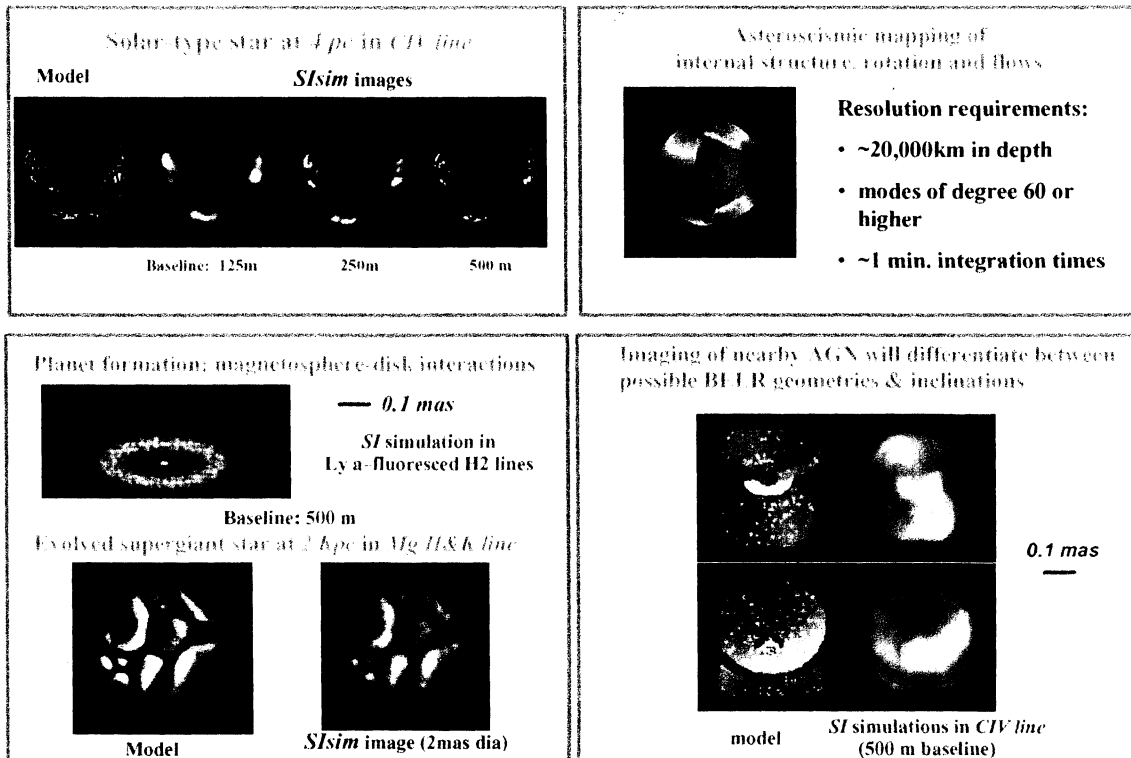 Solar-type star at 4 pc in CIV line
Model
SIsim images
Baseline: 125m 250m 500 m
Asteroseismic mapping of
internal structure, rotation and flows
Resolution requirements:
• ~20,000km in depth
• modes of degree 60 or
higher
• ~1 min. integration times
Planet formation: magnetosphere-disk interactions
0.1 mas
SI simulation in
Ly a-fluoresced H2 lines
Baseline: 500 m
Evolved supergiant star at 2 Kpc in Mg H&K line
Model
SIsim image (2mas dia)
Imaging of nearby AGN will differentiate between
possible BELR geometries & inclinations
0.1 mas
model
SI simulations in CIV line
(500 m baseline)